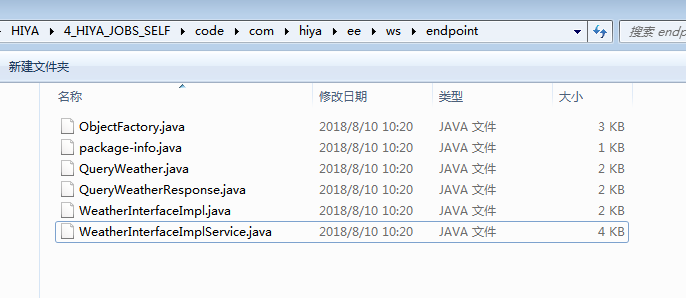 HIYA 4_HIYA_JOBS_SELF code com hiya ee ws endpoint 搜索 endp
新建文件夹
名称 修改日期 类型 大小
ObjectFactory.java 2018/8/10 10:20 JAVA 文件 3 KB
package-info.java 2018/8/10 10:20 JAVA 文件 1 KB
QueryWeather.java 2018/8/10 10:20 JAVA 文件 2 KB
QueryWeatherResponse.java 2018/8/10 10:20 JAVA 文件 2 KB
WeatherInterfaceImpl.java 2018/8/10 10:20 JAVA 文件 2 KB
WeatherInterfaceImplService.java 2018/8/10 10:20 JAVA 文件 4 KB